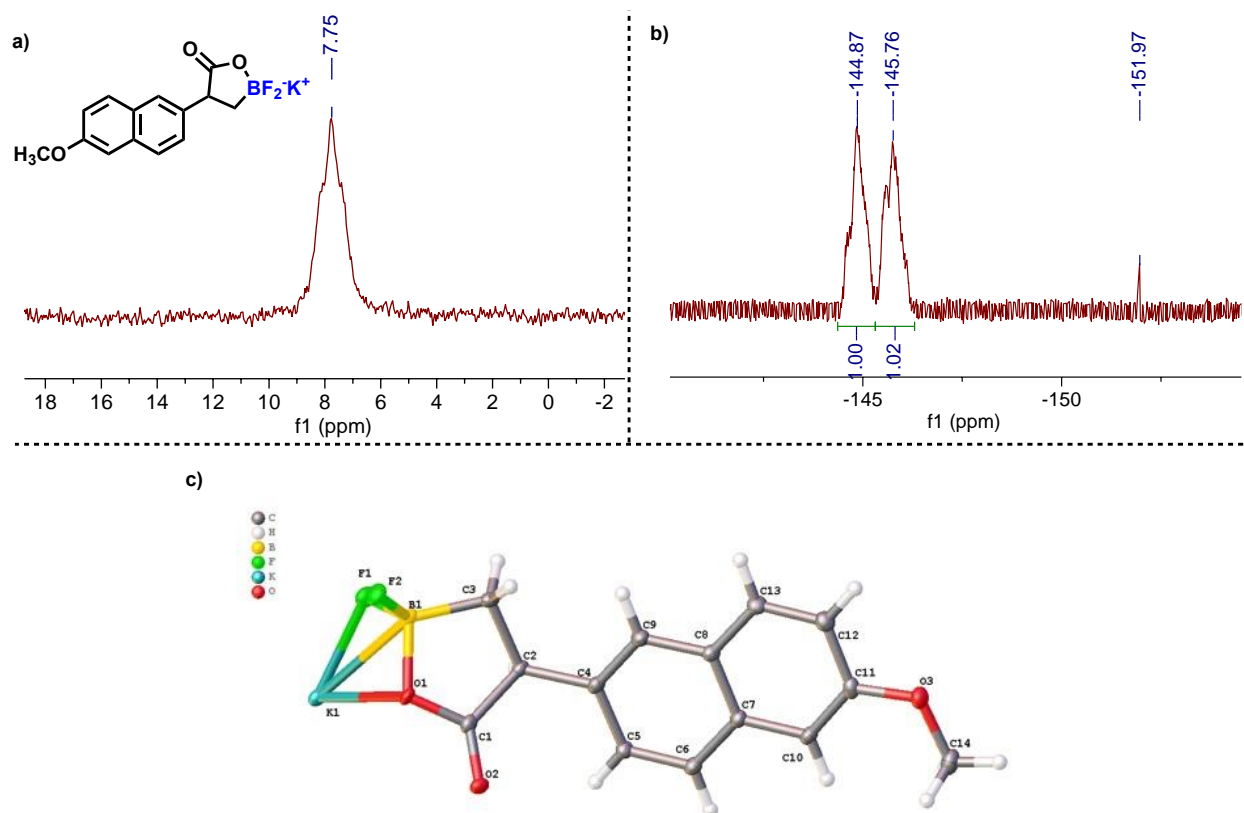 a)
7.75
O
O
BF2-K+
H3CO
18 16 14 12 10 8 6 4 2 0 -2
f1 (ppm)
b)
-144.87
-145.76
-151.97
1.00
1.02
-145 -150
f1 (ppm)
c)
C
H
B
F
K
O
F1
F2
B1
C3
K1
O1
C1
O2
C2
C4
C9
C5
C6
C8
C7
C13
C12
C11
C10
O3
C14